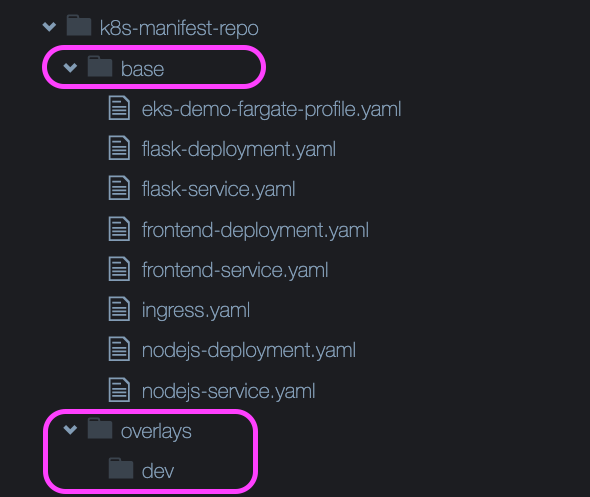 k8s-manifest-repo
base
eks-demo-fargate-profile.yaml
flask-deployment.yaml
flask-service.yaml
frontend-deployment.yaml
frontend-service.yaml
ingress.yaml
nodejs-deployment.yaml
nodejs-service.yaml
overlays
dev